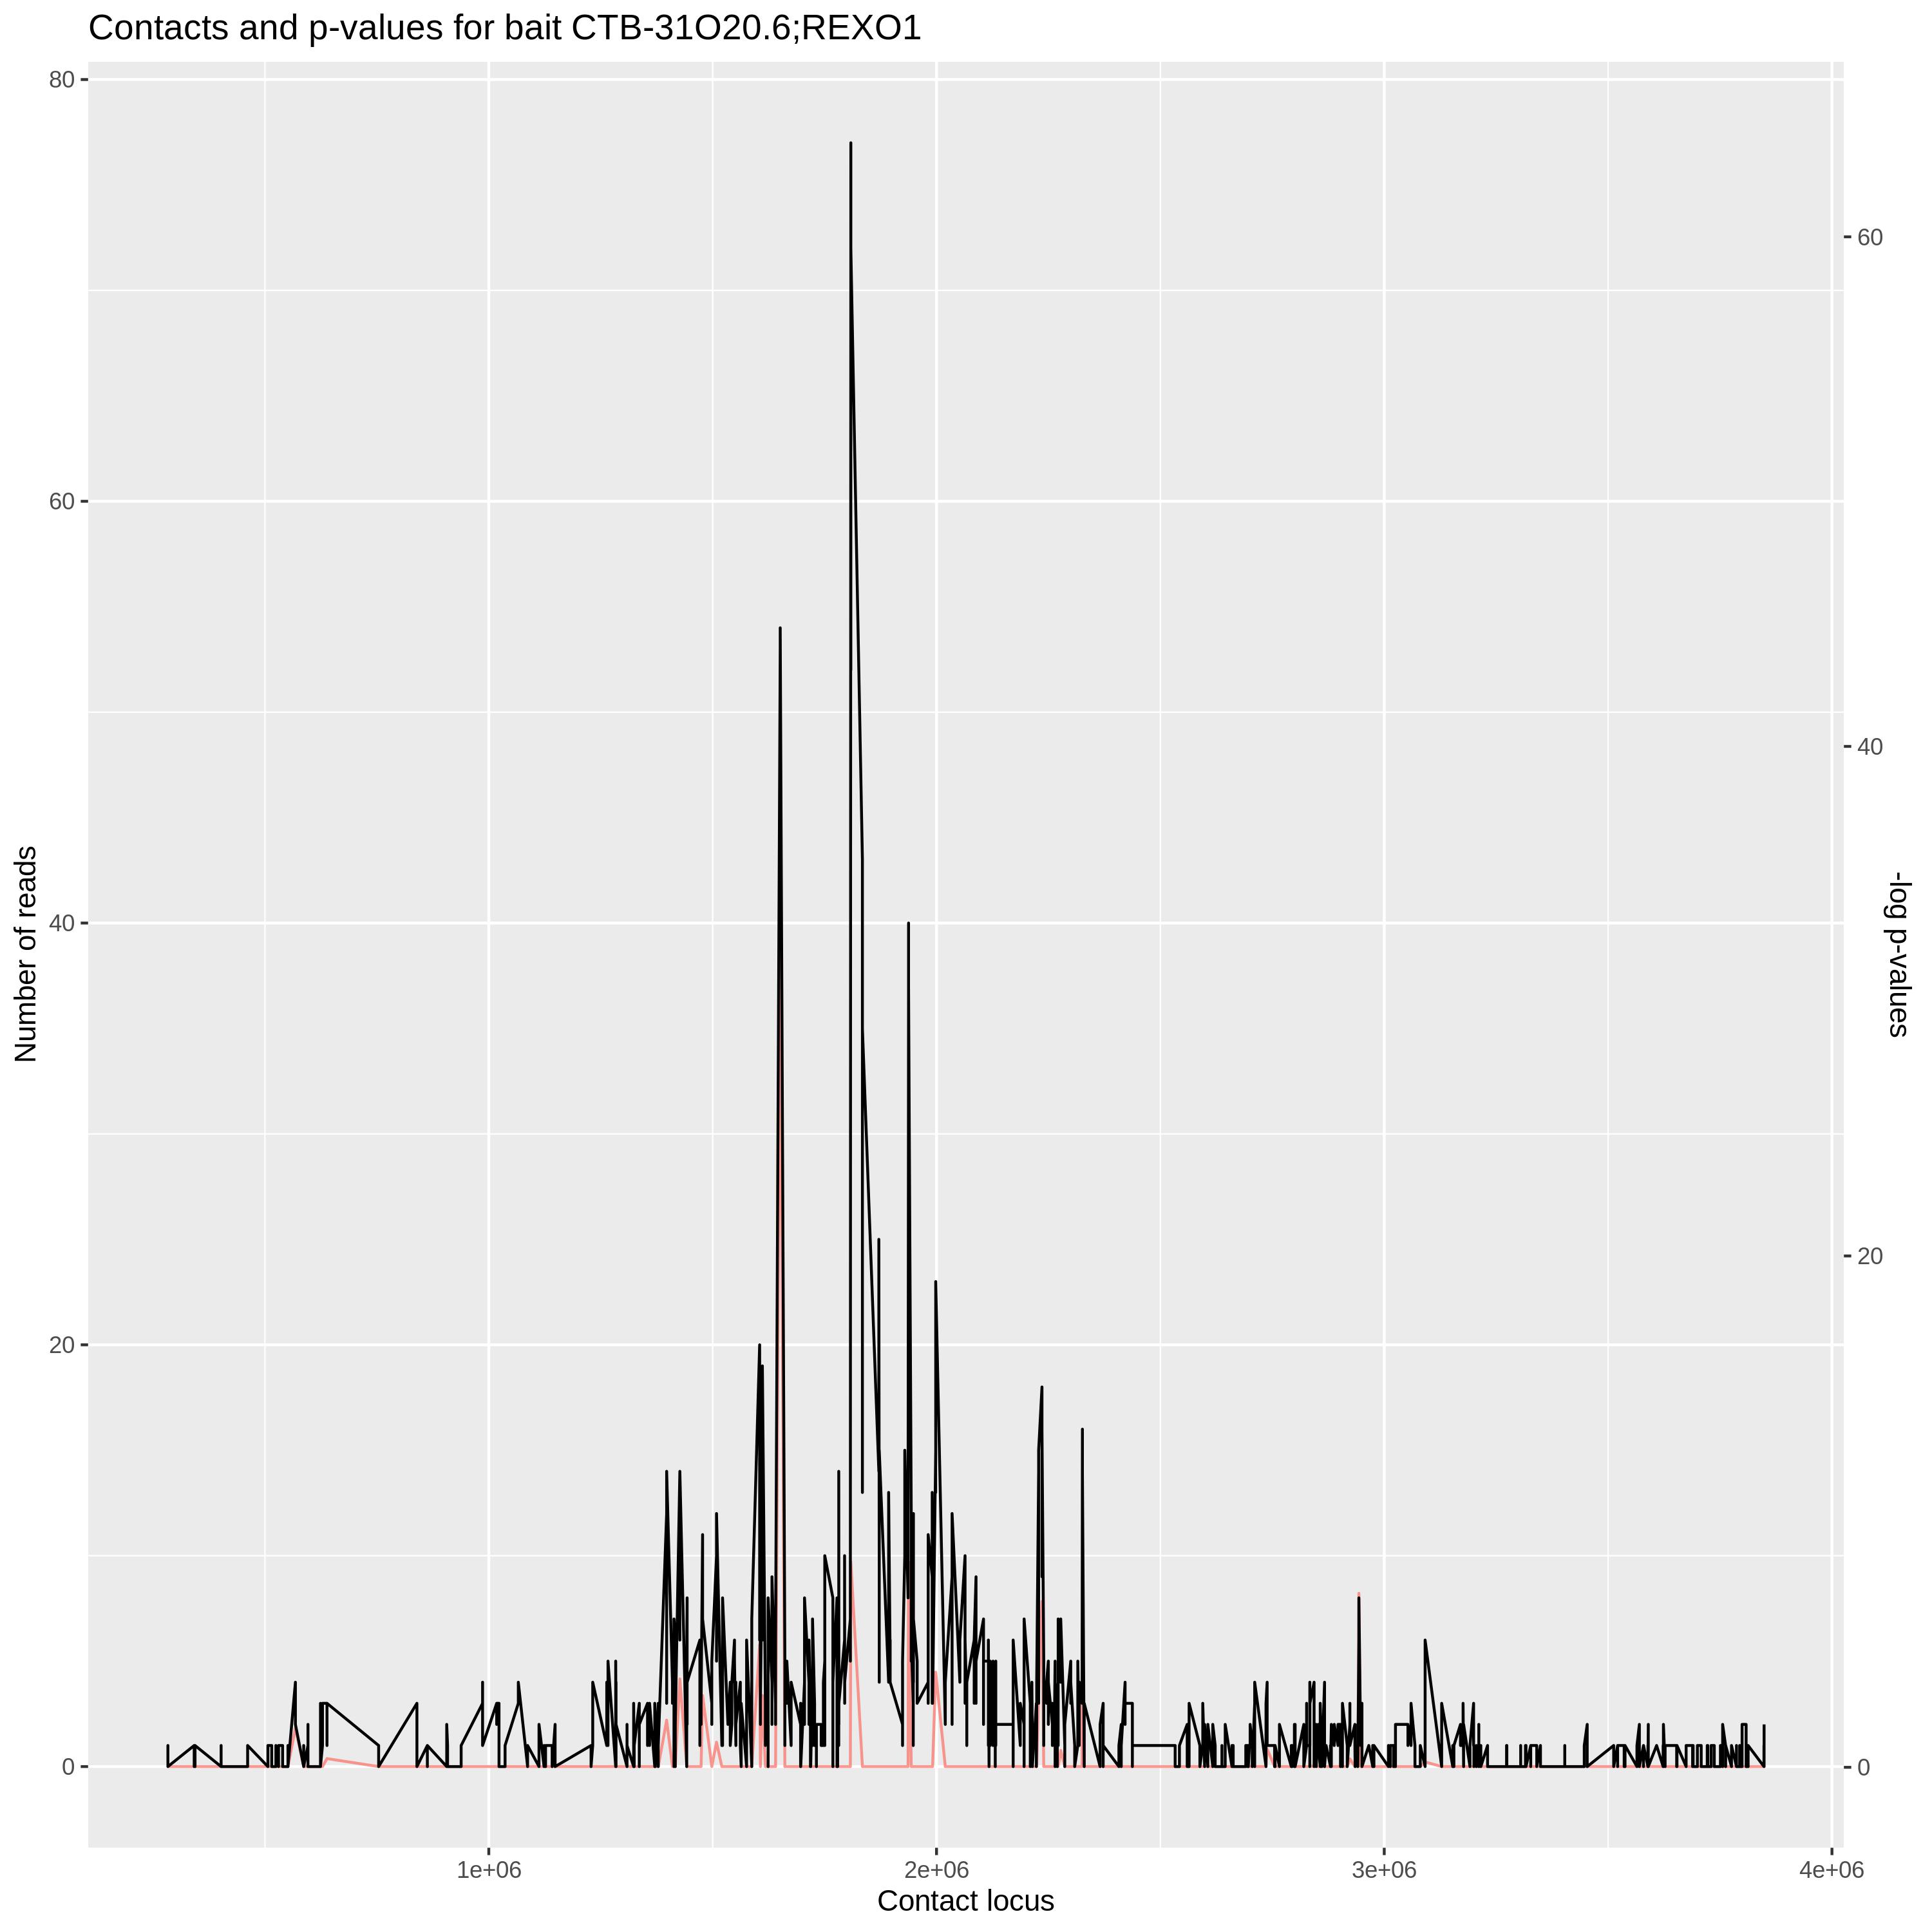 Contacts and p-values for bait CTB-31O20.6;REXO1
80
60
40
20
0
Number of reads
60
40
20
0
-log p-values
1e+06 2e+06 3e+06 4e+06
Contact locus